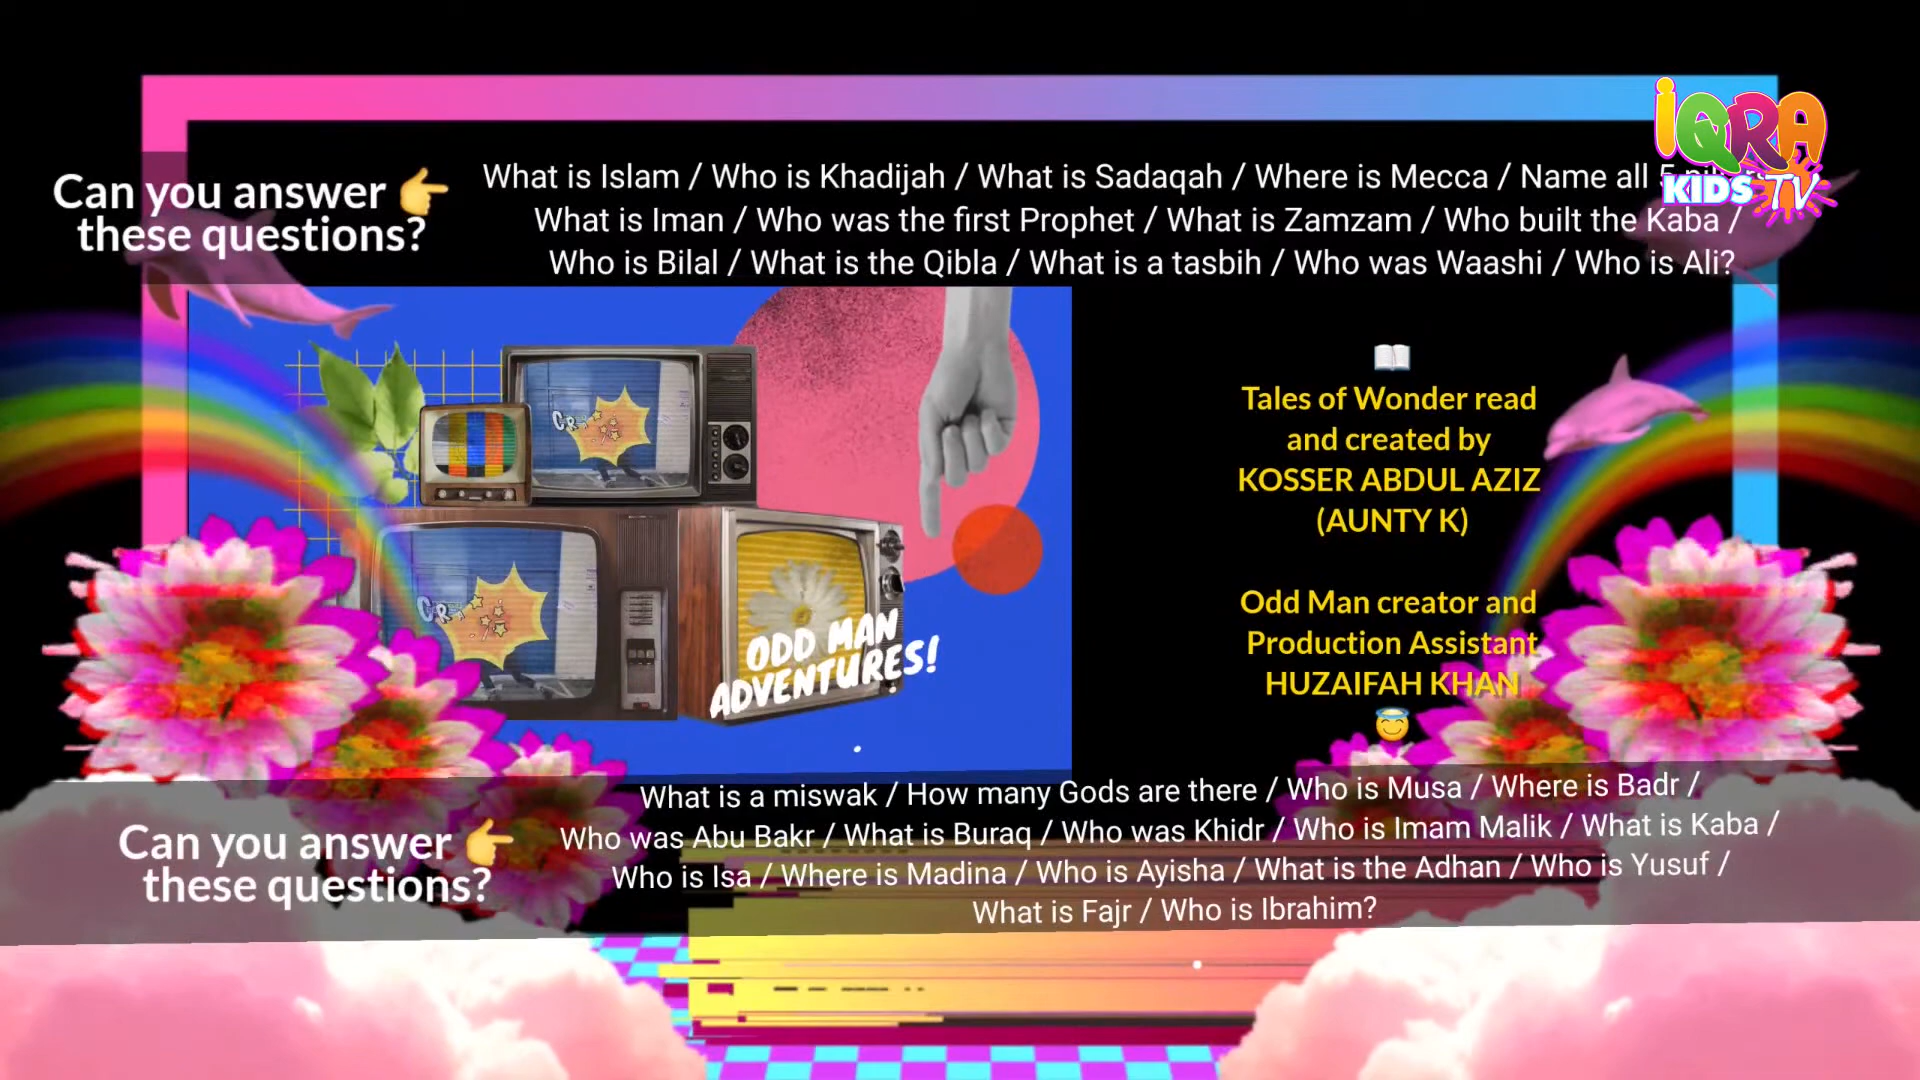 iQRA
KIDS TV
Can you answer 👉
these questions?
What is Islam / Who is Khadijah / What is Sadaqah / Where is Mecca / Name all 5
What is Iman / Who was the first Prophet / What is Zamzam / Who built the Kaba /
Who is Bilal / What is the Qibla / What is a tasbih / Who was Waashi / Who is Ali?
📖
Tales of Wonder read
and created by
KOSSER ABDUL AZIZ
(AUNTY K)
Odd Man creator and
Production Assistant
HUZAIFAH KHAN
😇
ODD MAN
ADVENTURES!
Can you answer 👉
these questions?
What is a miswak / How many Gods are there / Who is Musa / Where is Badr /
Who was Abu Bakr / What is Buraq / Who was Khidr / Who is Imam Malik / What is Kaba /
Who is Isa / Where is Madina / Who is Ayisha / What is the Adhan / Who is Yusuf /
What is Fajr / Who is Ibrahim?